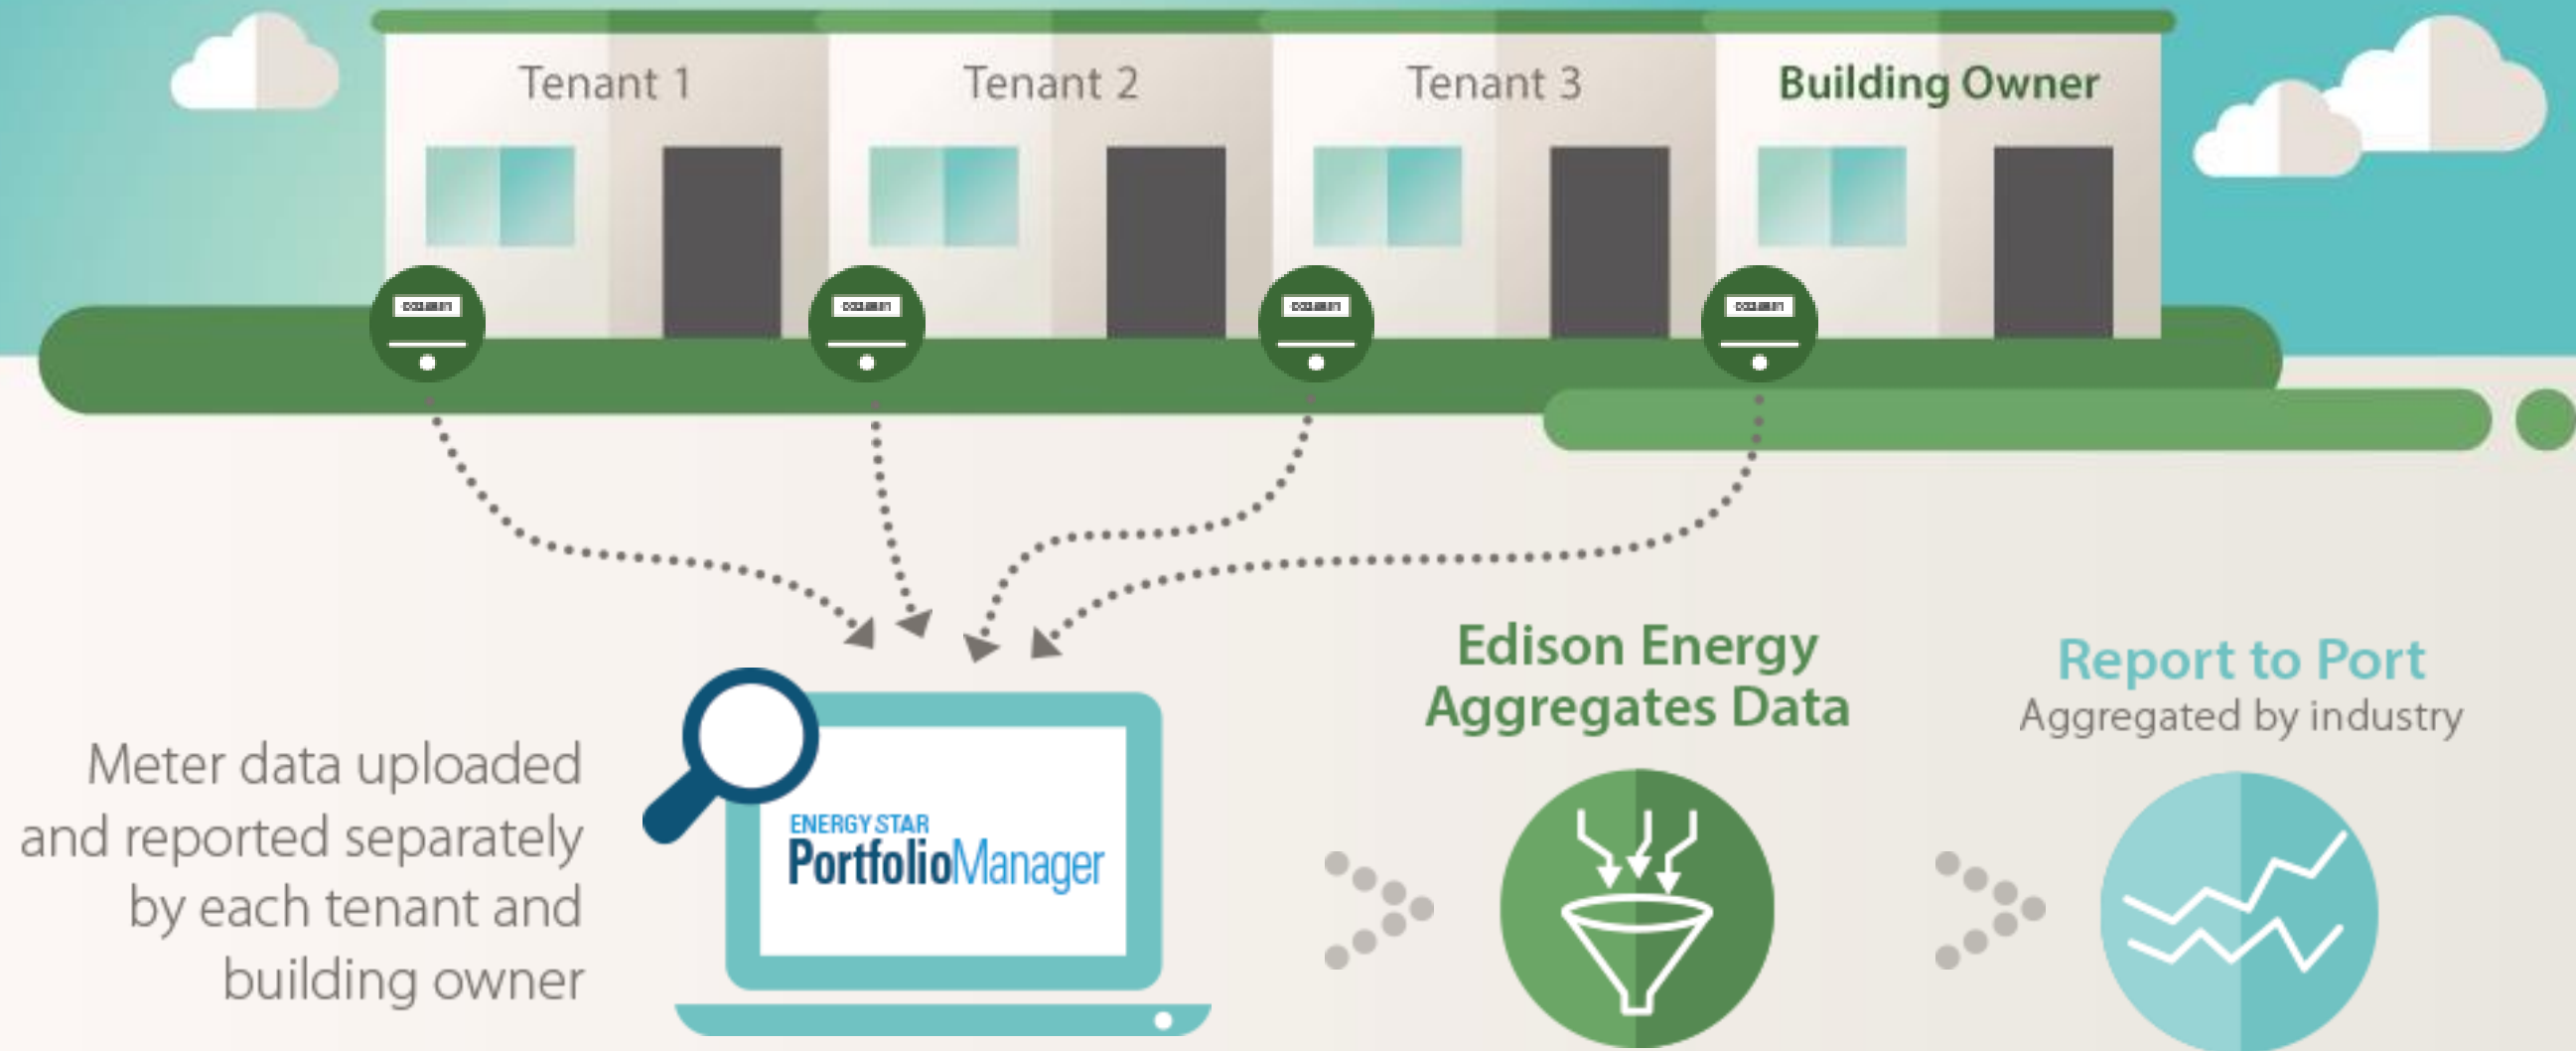 Tenant 1
Tenant 2
Tenant 3
Building Owner
Meter data uploaded
and reported separately
by each tenant and
building owner
ENERGY STAR
PortfolioManager
Edison Energy
Aggregates Data
Report to Port
Aggregated by industry